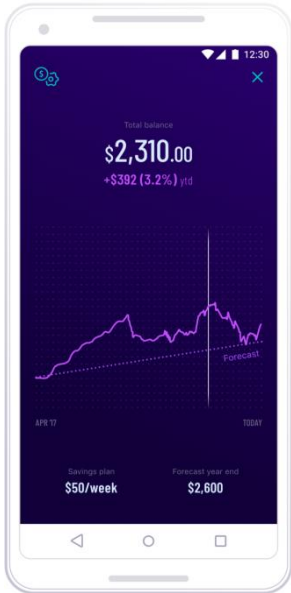 12:30
$
Total balance
$2,310.00
+$392 (3.2%) ytd
Forecast
APR '17 TODAY
Savings plan Forecast year end
$50/week $2,600